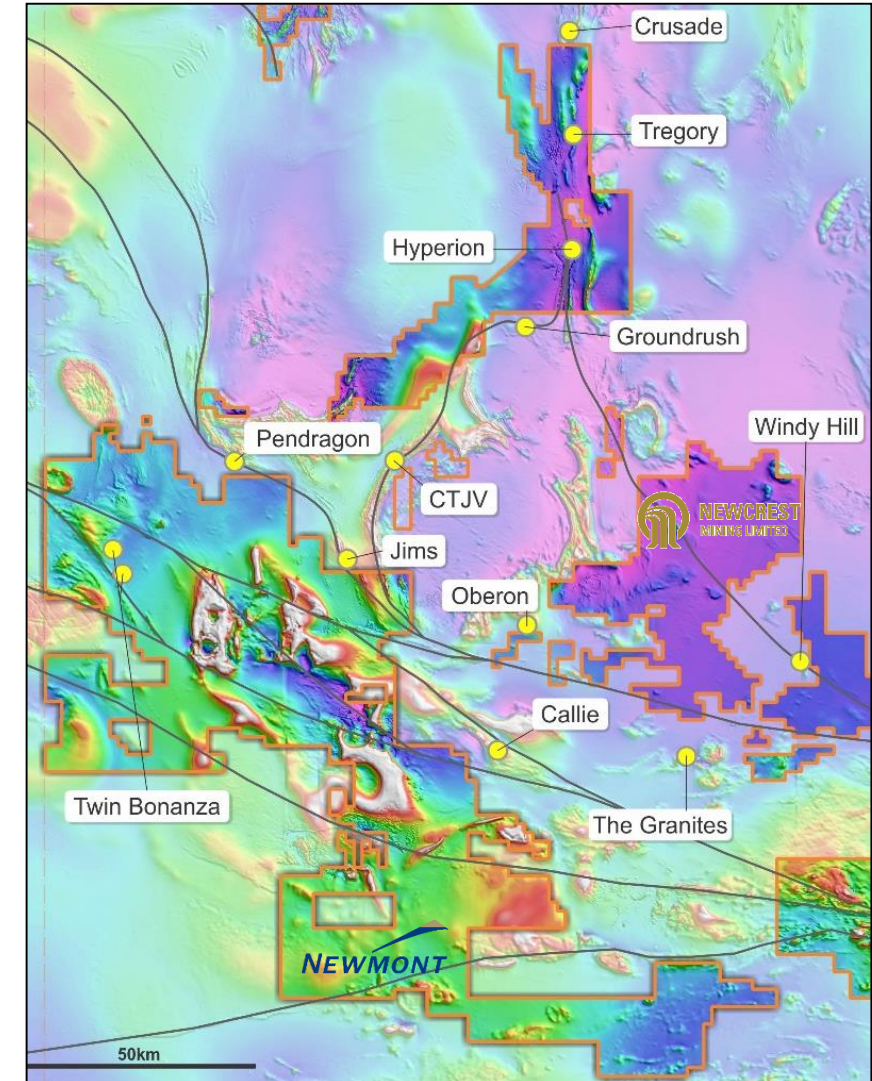 Crusade
Tregory
Hyperion
Groundrush
Windy Hill
Pendragon
CTJV
NEWCREST
MINING LIMITED
Jims
Oberon
Callie
Twin Bonanza
The Granites
NEWMONT
50km